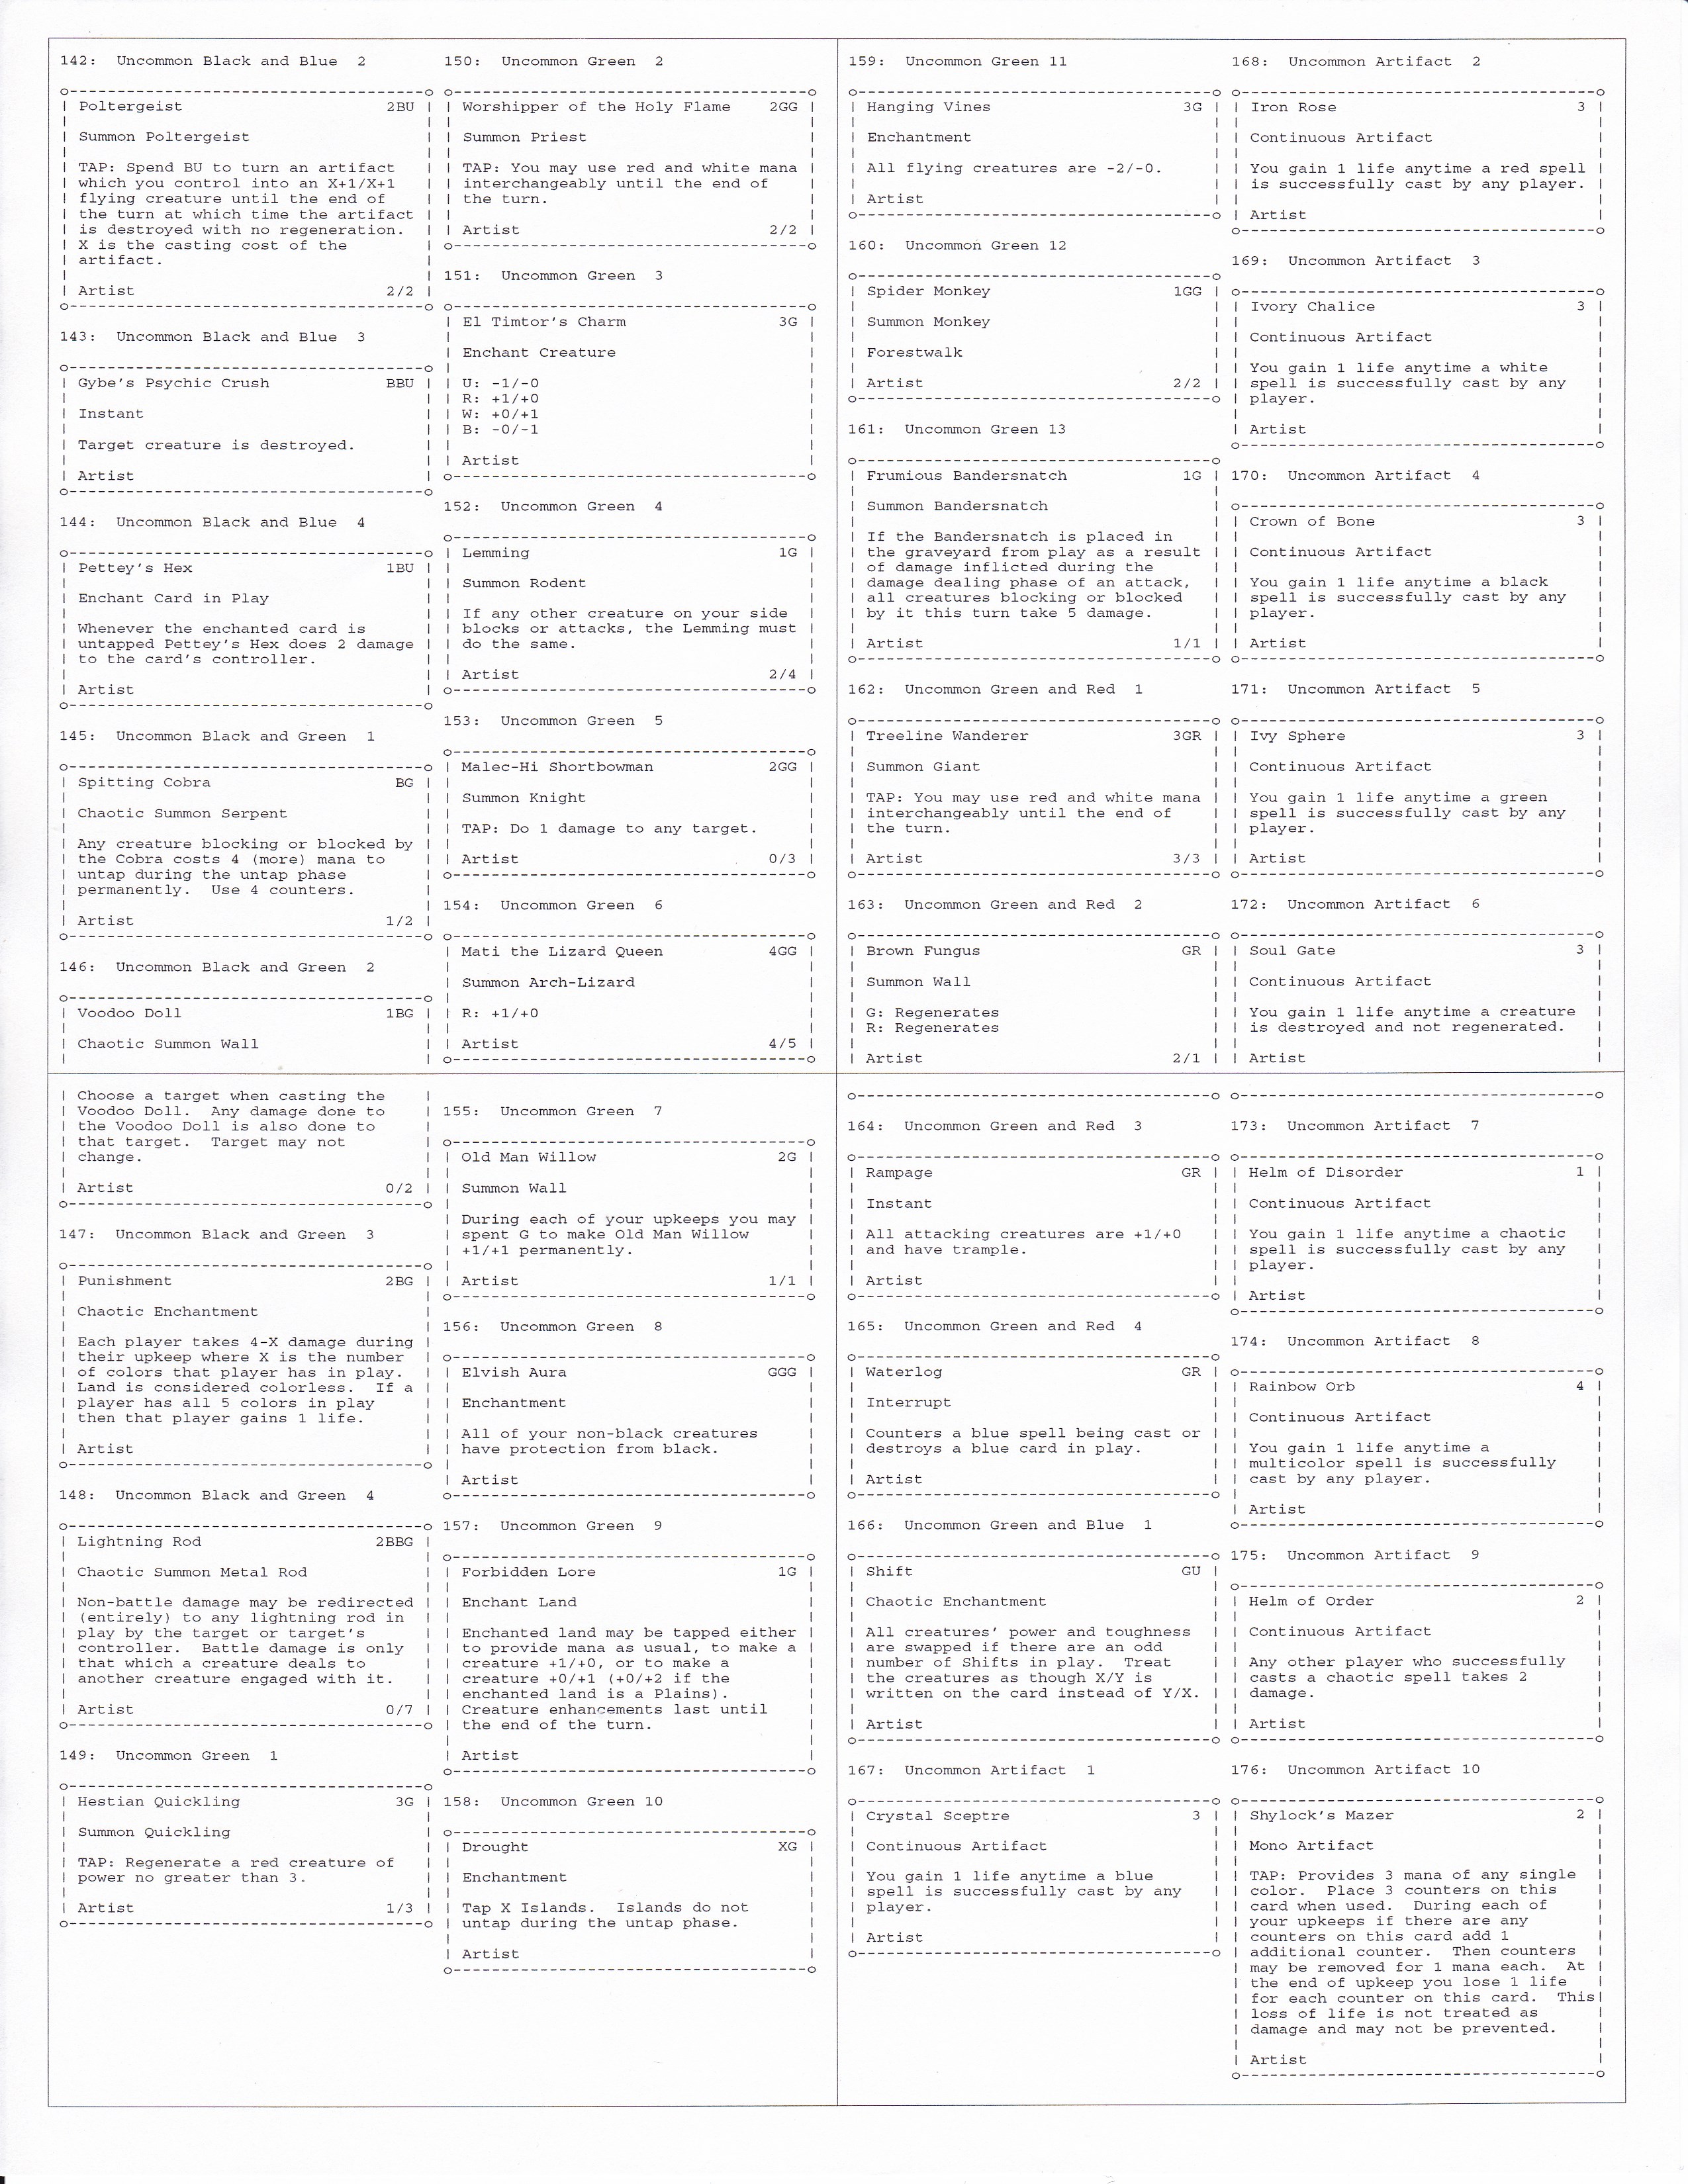 142:  Uncommon Black and Blue  2
o-------------------------------------o
| Poltergeist 2BU |
| Summon Poltergeist
| TAP: Spend BU to turn an artifact
| which you control into an X+1/X+1
| flying creature until the end of
| the turn at which time the artifact |
| is destroyed with no regeneration.
| X is the casting cost of the
| artifact.
| Artist 2/2 |
143:  Uncommon Black and Blue  3
| Gybe's Psychic Crush BBU |
| Instant
| Target creature is destroyed.
| Artist
144:  Uncommon Black and Blue  4
| Pettey's Hex 1BU |
| Enchant Card in Play
| Whenever the enchanted card is
| untapped Pettey's Hex does 2 damage |
| to the card's controller.
| Artist
145:  Uncommon Black and Green  1
| Spitting Cobra BG |
| Chaotic Summon Serpent
| Any creature blocking or blocked by |
| the Cobra costs 4 (more) mana to
| untap during the untap phase
| permanently.  Use 4 counters.
| Artist 1/2 |
146:  Uncommon Black and Green  2
| Voodoo Doll 1BG |
| Chaotic Summon Wall
| Choose a target when casting the
| Voodoo Doll.  Any damage done to
| the Voodoo Doll is also done to
| that target.  Target may not
| change.
| Artist 0/2 |
147:  Uncommon Black and Green  3
| Punishment 2BG |
| Chaotic Enchantment
| Each player takes 4-X damage during |
| their upkeep where X is the number
| of colors that player has in play.
| Land is considered colorless.  If a |
| player has all 5 colors in play
| then that player gains 1 life.
| Artist
148:  Uncommon Black and Green  4
| Lightning Rod 2BBG |
| Chaotic Summon Metal Rod
| Non-battle damage may be redirected |
| (entirely) to any lightning rod in
| play by the target or target's
| controller.  Battle damage is only
| that which a creature deals to
| another creature engaged with it.
| Artist 0/7 |
149:  Uncommon Green  1
| Hestian Quickling 3G |
| Summon Quickling
| TAP: Regenerate a red creature of
| power no greater than 3.
| Artist 1/3 |
150:  Uncommon Green  2
| Worshipper of the Holy Flame 2GG |
| Summon Priest
| TAP: You may use red and white mana |
| interchangeably until the end of
| the turn.
| Artist 2/2 |
151:  Uncommon Green  3
| El Timtor's Charm 3G |
| Enchant Creature
| U: -1/-0
| R: +1/+0
| W: +0/+1
| B: -0/-1
| Artist
152:  Uncommon Green  4
| Lemming 1G |
| Summon Rodent
| If any other creature on your side
| blocks or attacks, the Lemming must |
| do the same.
| Artist 2/4 |
153:  Uncommon Green  5
| Malec-Hi Shortbowman 2GG |
| Summon Knight
| TAP: Do 1 damage to any target.
| Artist 0/3 |
154:  Uncommon Green  6
| Mati the Lizard Queen 4GG |
| Summon Arch-Lizard
| R: +1/+0
| Artist 4/5 |
155:  Uncommon Green  7
| Old Man Willow 2G |
| Summon Wall
| During each of your upkeeps you may |
| spent G to make Old Man Willow
| +1/+1 permanently.
| Artist 1/1 |
156:  Uncommon Green  8
| Elvish Aura GGG |
| Enchantment
| All of your non-black creatures
| have protection from black.
| Artist
157:  Uncommon Green  9
| Forbidden Lore 1G |
| Enchant Land
| Enchanted land may be tapped either |
| to provide mana as usual, to make a |
| creature +1/+0, or to make a
| creature +0/+1 (+0/+2 if the
| enchanted land is a Plains).
| Creature enhancements last until
| the end of the turn.
| Artist
158:  Uncommon Green 10
| Drought XG |
| Enchantment
| Tap X Islands.  Islands do not
| untap during the untap phase.
| Artist
159:  Uncommon Green 11
| Hanging Vines 3G |
| Enchantment
| All flying creatures are -2/-0.
| Artist
160:  Uncommon Green 12
| Spider Monkey 1GG |
| Summon Monkey
| Forestwalk
| Artist 2/2 |
161:  Uncommon Green 13
| Frumious Bandersnatch 1G |
| Summon Bandersnatch
| If the Bandersnatch is placed in
| the graveyard from play as a result |
| of damage inflicted during the
| damage dealing phase of an attack,
| all creatures blocking or blocked
| by it this turn take 5 damage.
| Artist 1/1 |
162:  Uncommon Green and Red  1
| Treeline Wanderer 3GR |
| Summon Giant
| TAP: You may use red and white mana |
| interchangeably until the end of
| the turn.
| Artist 3/3 |
163:  Uncommon Green and Red  2
| Brown Fungus GR |
| Summon Wall
| G: Regenerates
| R: Regenerates
| Artist 2/1 |
164:  Uncommon Green and Red  3
| Rampage GR |
| Instant
| All attacking creatures are +1/+0
| and have trample.
| Artist
165:  Uncommon Green and Red  4
| Waterlog GR |
| Interrupt
| Counters a blue spell being cast or |
| destroys a blue card in play.
| Artist
166:  Uncommon Green and Blue  1
| Shift GU |
| Chaotic Enchantment
| All creatures' power and toughness
| are swapped if there are an odd
| number of Shifts in play.  Treat
| the creatures as though X/Y is
| written on the card instead of Y/X. |
| Artist
167:  Uncommon Artifact  1
| Crystal Sceptre 3 |
| Continuous Artifact
| You gain 1 life anytime a blue
| spell is successfully cast by any
| player.
| Artist
168:  Uncommon Artifact  2
| Iron Rose 3 |
| Continuous Artifact
| You gain 1 life anytime a red spell |
| is successfully cast by any player. |
| Artist
169:  Uncommon Artifact  3
| Ivory Chalice 3 |
| Continuous Artifact
| You gain 1 life anytime a white
| spell is successfully cast by any
| player.
| Artist
170:  Uncommon Artifact  4
| Crown of Bone 3 |
| Continuous Artifact
| You gain 1 life anytime a black
| spell is successfully cast by any
| player.
| Artist
171:  Uncommon Artifact  5
| Ivy Sphere 3 |
| Continuous Artifact
| You gain 1 life anytime a green
| spell is successfully cast by any
| player.
| Artist
172:  Uncommon Artifact  6
| Soul Gate 3 |
| Continuous Artifact
| You gain 1 life anytime a creature
| is destroyed and not regenerated.
| Artist
173:  Uncommon Artifact  7
| Helm of Disorder 1 |
| Continuous Artifact
| You gain 1 life anytime a chaotic
| spell is successfully cast by any
| player.
| Artist
174:  Uncommon Artifact  8
| Rainbow Orb 4 |
| Continuous Artifact
| You gain 1 life anytime a
| multicolor spell is successfully
| cast by any player.
| Artist
175:  Uncommon Artifact  9
| Helm of Order 2 |
| Continuous Artifact
| Any other player who successfully
| casts a chaotic spell takes 2
| damage.
| Artist
176:  Uncommon Artifact 10
| Shylock's Mazer 2 |
| Mono Artifact
| TAP: Provides 3 mana of any single
| color.  Place 3 counters on this
| card when used.  During each of
| your upkeeps if there are any
| counters on this card add 1
| additional counter.  Then counters
| may be removed for 1 mana each.  At |
| the end of upkeep you lose 1 life
| for each counter on this card.  This|
| loss of life is not treated as
| damage and may not be prevented.
| Artist